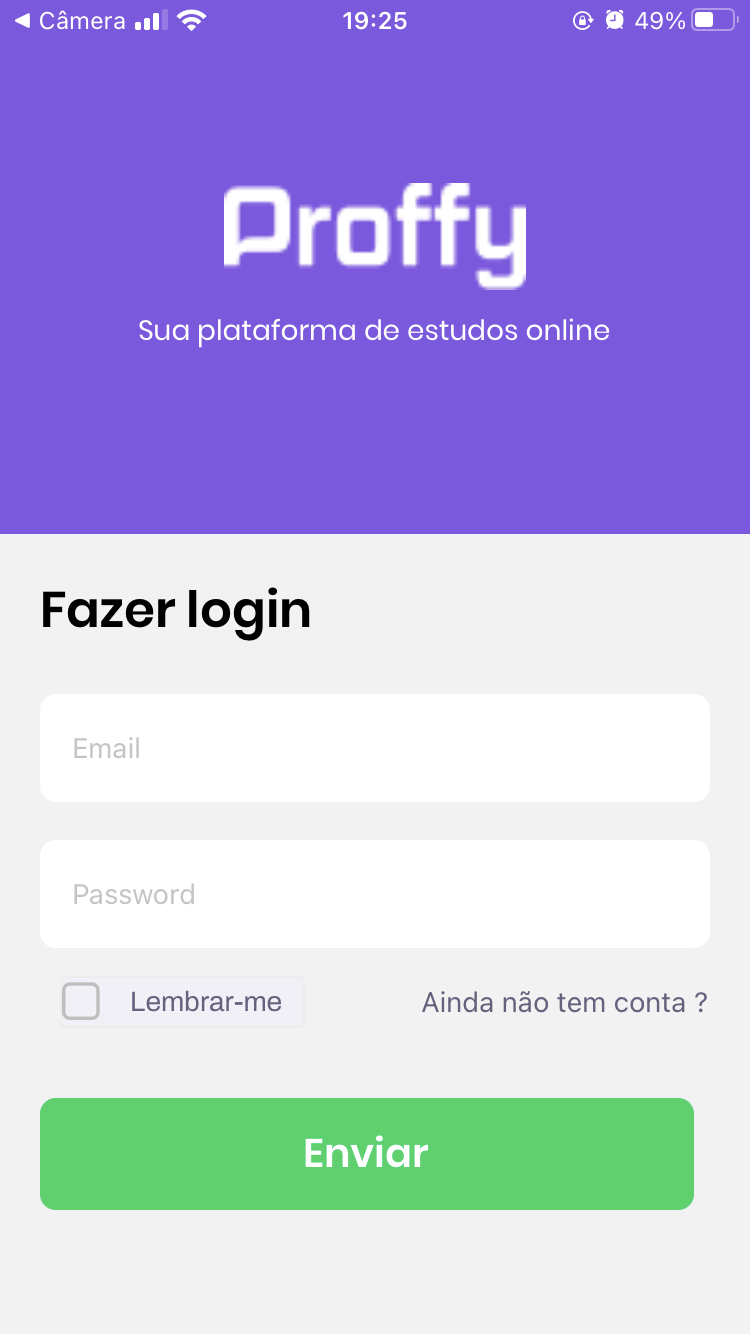 Câmera 19:25 49%
Proffy
Sua plataforma de estudos online
Fazer login
Email
Password
Lembrar-me Ainda não tem conta ?
Enviar